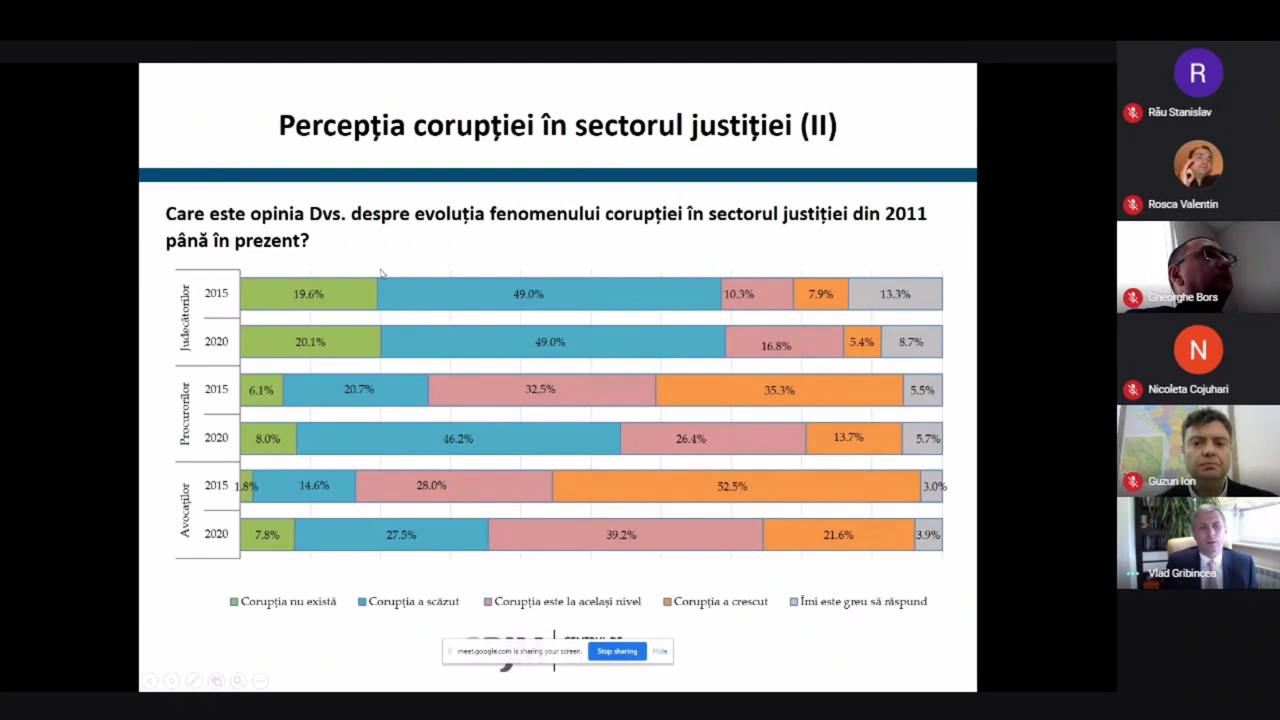 Percepția corupției în sectorul justiției (II)
Care este opinia Dvs. despre evoluția fenomenului corupției în sectorul justiției din 2011
până în prezent?
Judecătorilor
2015 19.6% 49.0% 10.3% 7.9% 13.3%
2020 20.1% 49.0% 16.8% 5.4% 8.7%
Procurorilor
2015 6.1% 20.7% 32.5% 35.3% 5.5%
2020 8.0% 46.2% 26.4% 13.7% 5.7%
Avocaților
2015 1.8% 14.6% 28.0% 52.5% 3.0%
2020 7.8% 27.5% 39.2% 21.6% 3.9%
Corupția nu există Corupția a scăzut Corupția este la același nivel Corupția a crescut Îmi este greu să răspund
meet.google.com is sharing your screen. Stop sharing Hide
R
Rău Stanislav
Rosca Valentin
Gheorghe Bors
N
Nicoleta Cojuhari
Guzun Ion
Vlad Gribincea